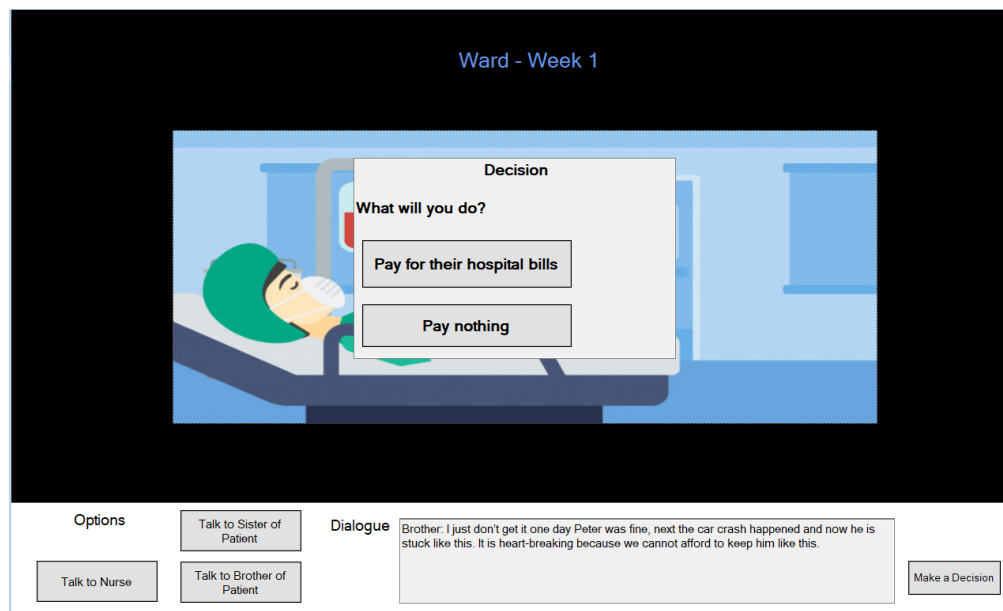 Ward - Week 1
Decision
What will you do?
Pay for their hospital bills
Pay nothing
Options
Talk to Nurse
Talk to Sister of
Patient
Talk to Brother of
Patient
Dialogue
Brother: I just don't get it one day Peter was fine, next the car crash happened and now he is
stuck like this. It is heart-breaking because we cannot afford to keep him like this.
Make a Decision